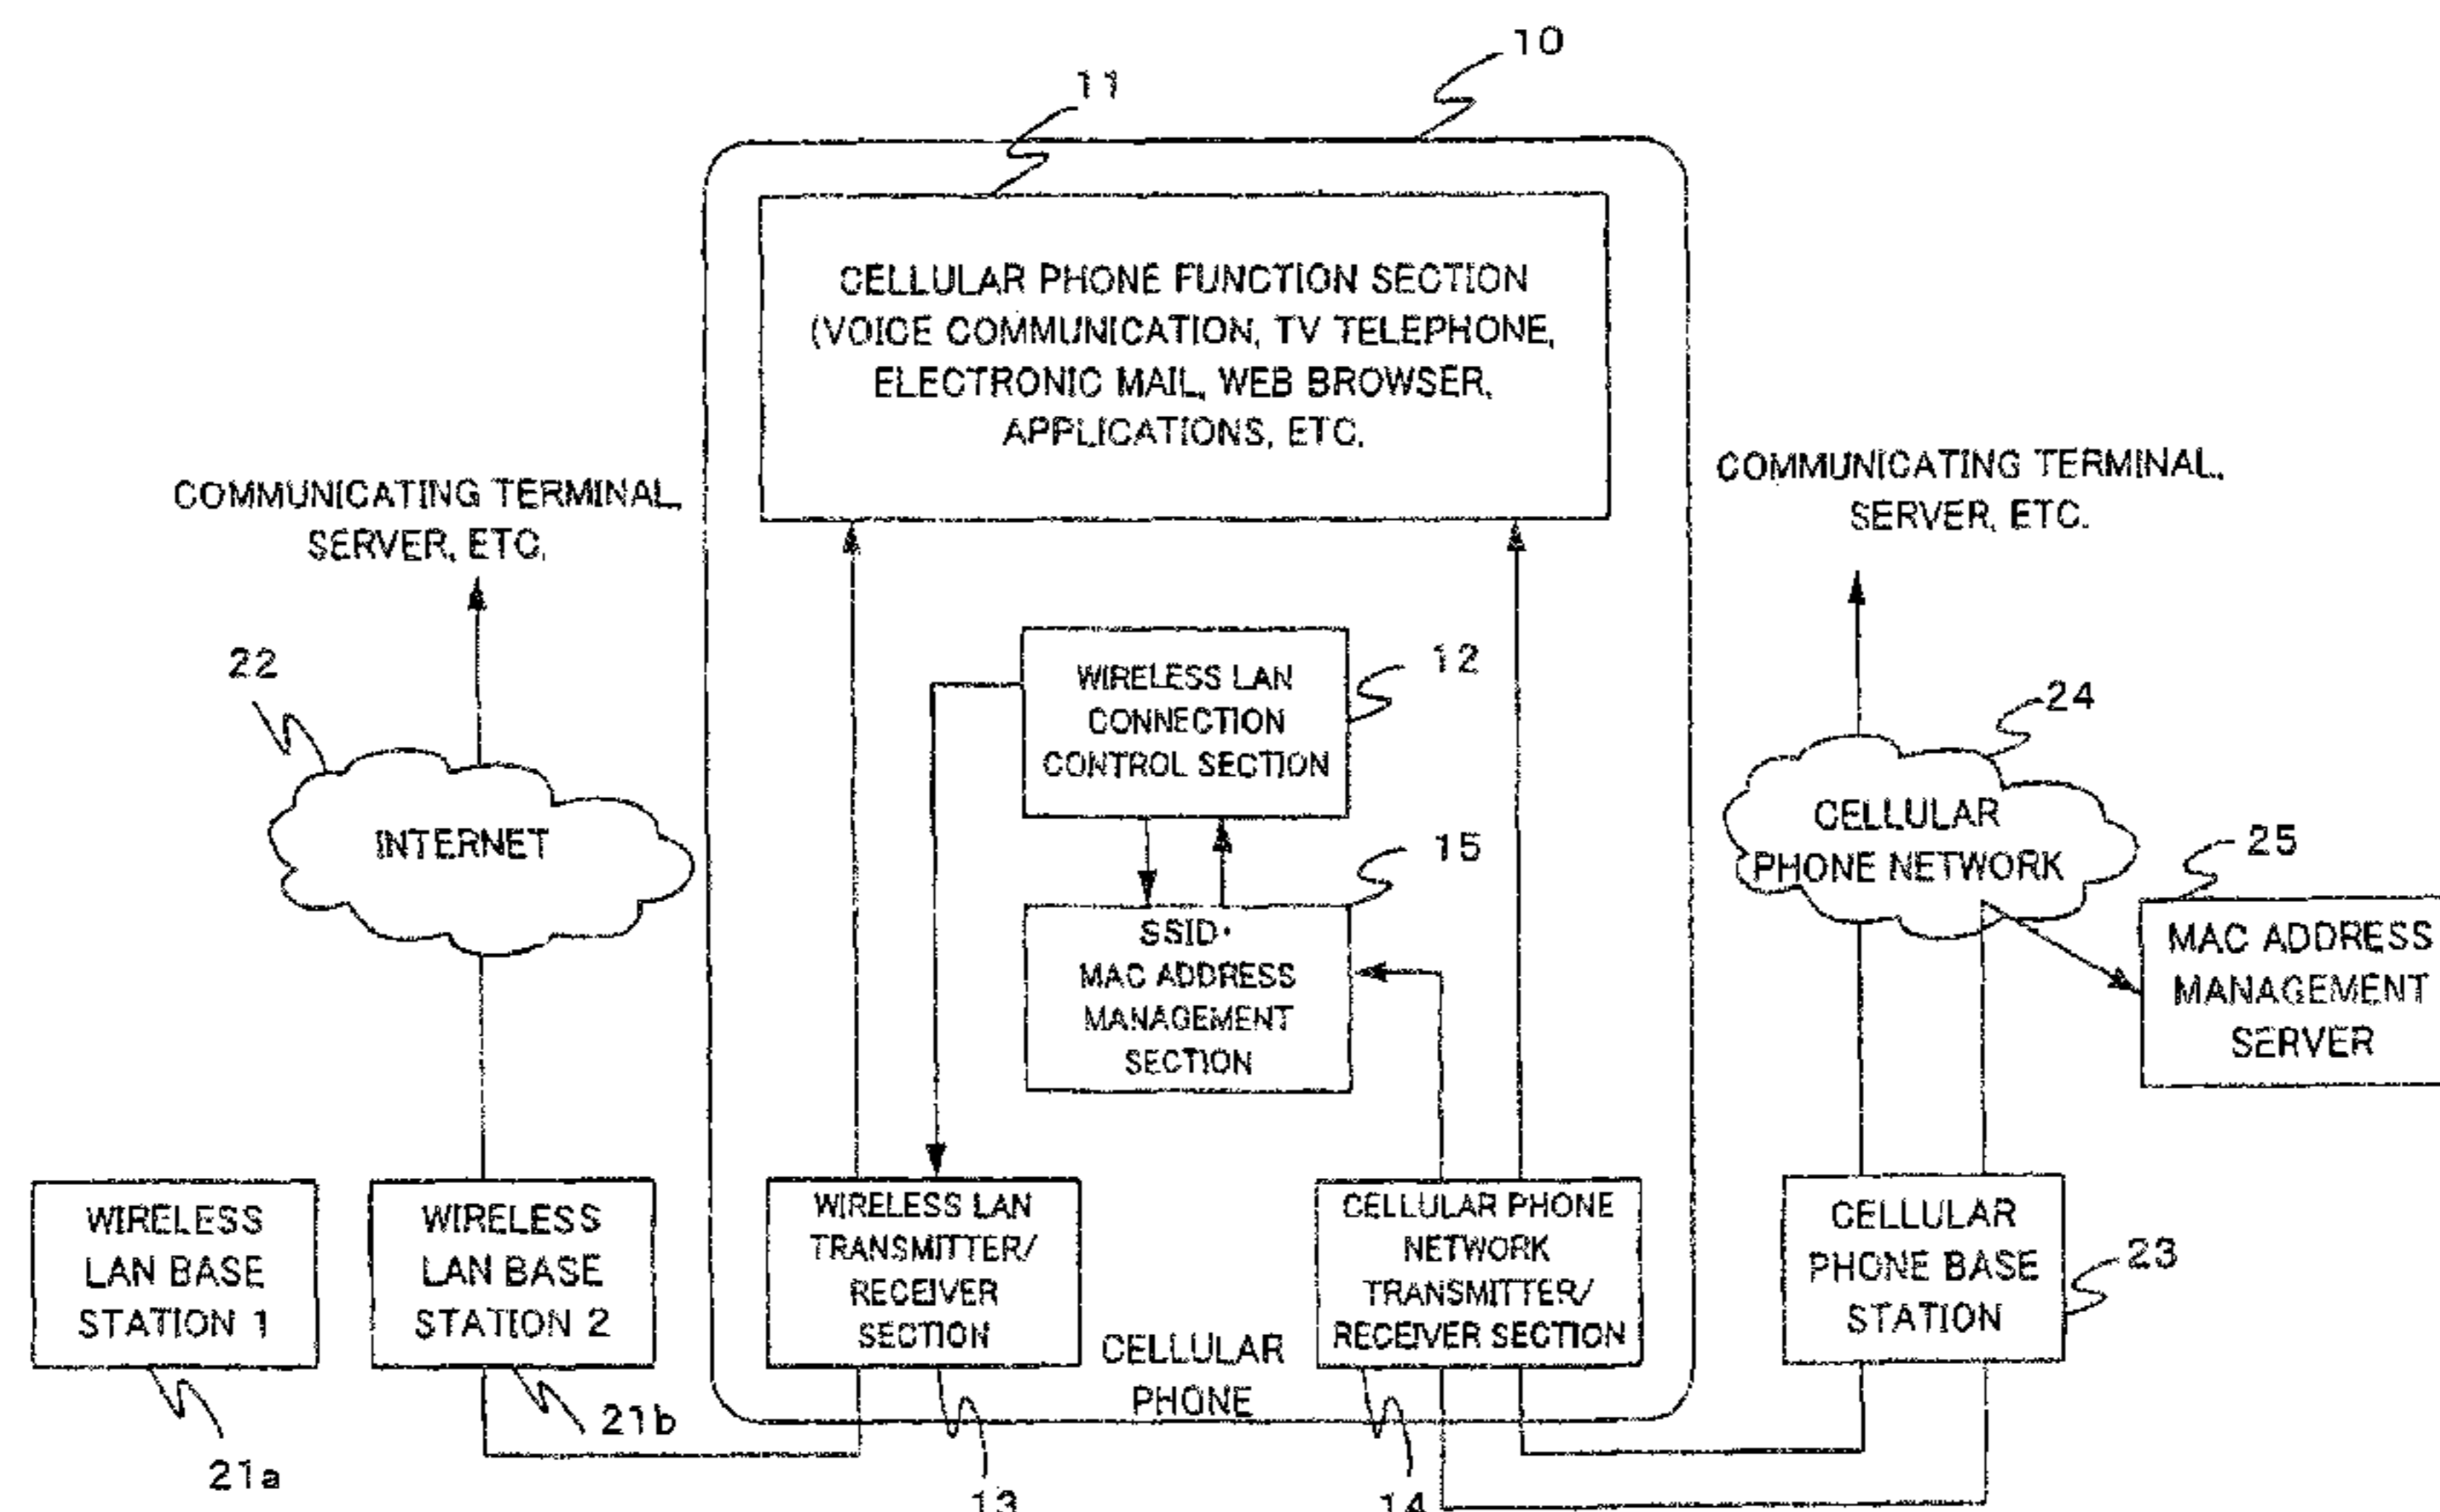 10
11
CELLULAR PHONE FUNCTION SECTION
(VOICE COMMUNICATION, TV TELEPHONE,
ELECTRONIC MAIL, WEB BROWSER,
APPLICATIONS, ETC.
COMMUNICATING TERMINAL,
SERVER, ETC.
COMMUNICATING TERMINAL,
SERVER, ETC.
22
INTERNET
WIRELESS LAN
CONNECTION
CONTROL SECTION
12
SSID・
MAC ADDRESS
MANAGEMENT
SECTION
15
24
CELLULAR
PHONE NETWORK
25
MAC ADDRESS
MANAGEMENT
SERVER
WIRELESS
LAN BASE
STATION 1
21a
WIRELESS
LAN BASE
STATION 2
21b
WIRELESS LAN
TRANSMITTER/
RECEIVER
SECTION
13
CELLULAR
PHONE
CELLULAR PHONE
NETWORK
TRANSMITTER/
RECEIVER SECTION
14
CELLULAR
PHONE BASE
STATION
23